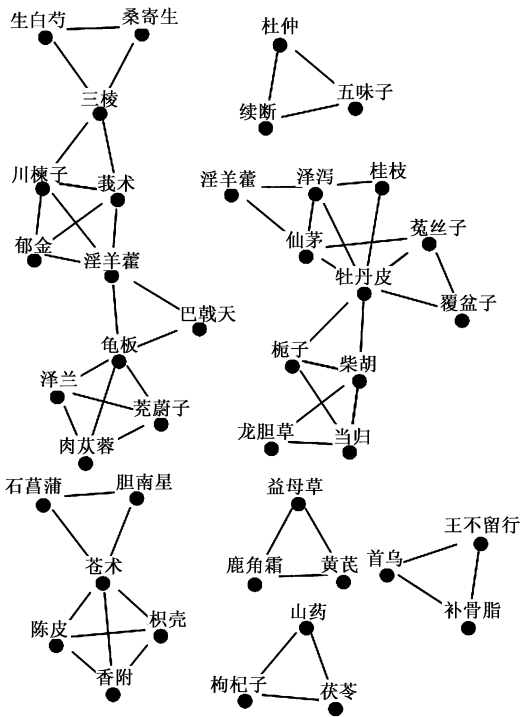 生白芍
桑寄生
三棱
川楝子
莪术
郁金
淫羊藿
巴戟天
龟板
泽兰
茺蔚子
肉苁蓉
杜仲
续断
五味子
淫羊藿
泽泻
桂枝
仙茅
菟丝子
牡丹皮
覆盆子
栀子
柴胡
龙胆草
当归
石菖蒲
胆南星
苍术
陈皮
枳壳
香附
益母草
鹿角霜
黄芪
王不留行
首乌
补骨脂
山药
枸杞子
茯苓